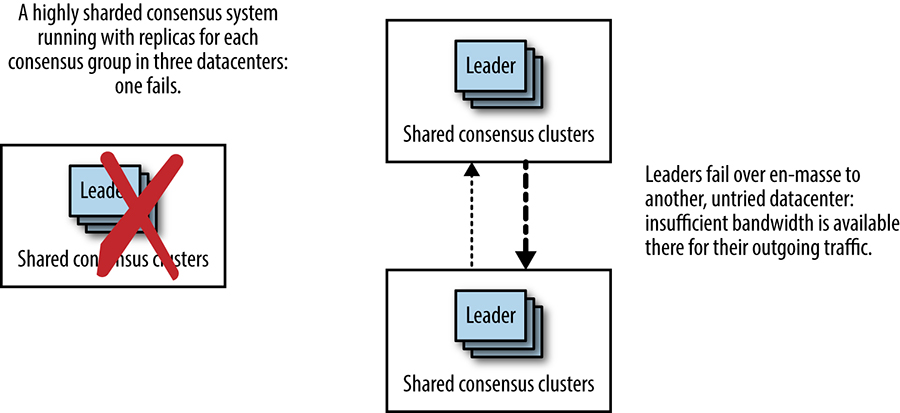 A highly sharded consensus system
running with replicas for each
consensus group in three datacenters:
one fails.
Leader
Shared consensus clusters
Leader
Shared consensus clusters
Leaders fail over en-masse to
another, untried datacenter:
insufficient bandwidth is available
there for their outgoing traffic.
Leader
Shared consensus clusters